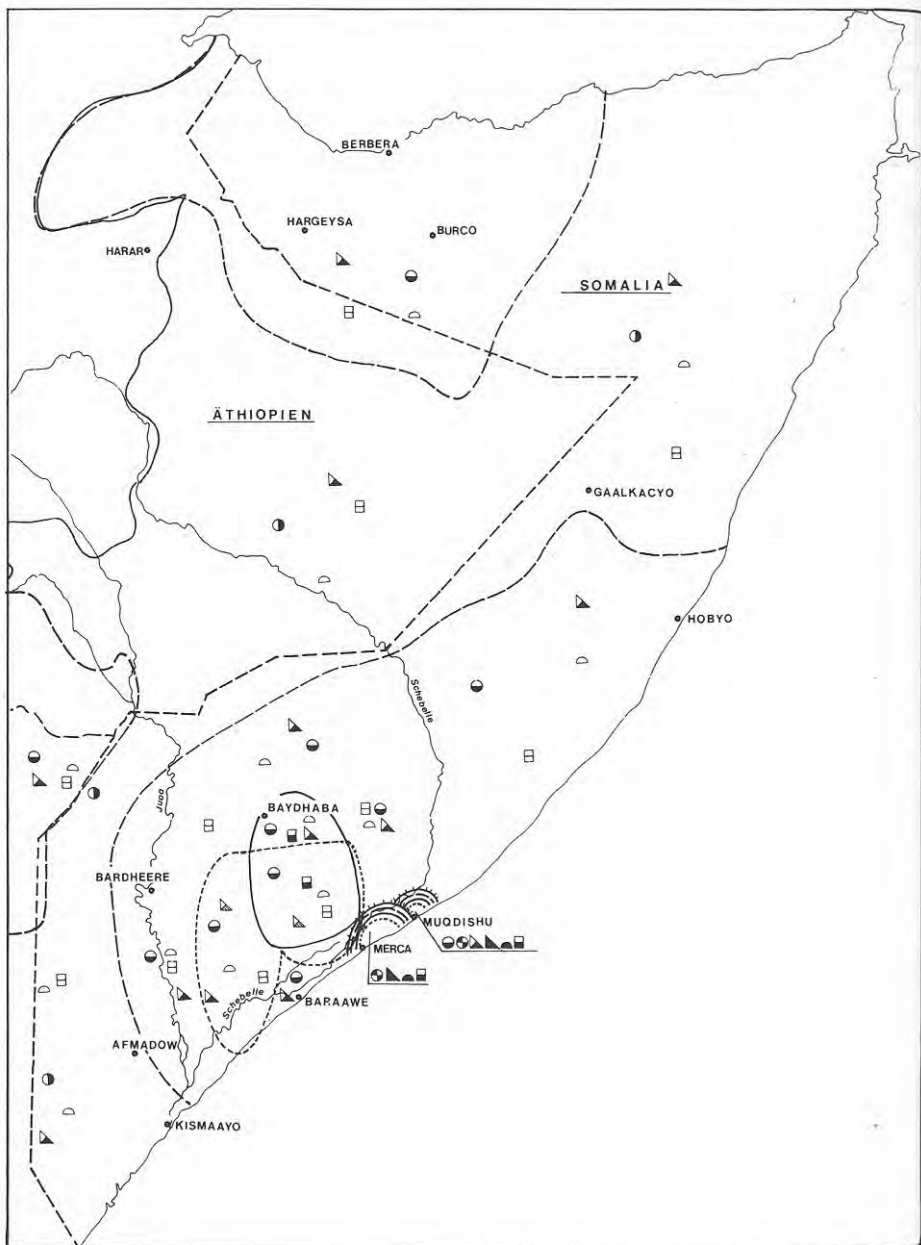 BERBERA
HARGEYSA
BURCO
HARAR
SOMALIA
ÄTHIOPIEN
GAALKACYO
HOBYO
Schebelle
Juba
BAYDHABA
BARDHEERE
MUQDISHU
MERCA
Schebelle
BARAAWE
AFMADOW
KISMAAYO